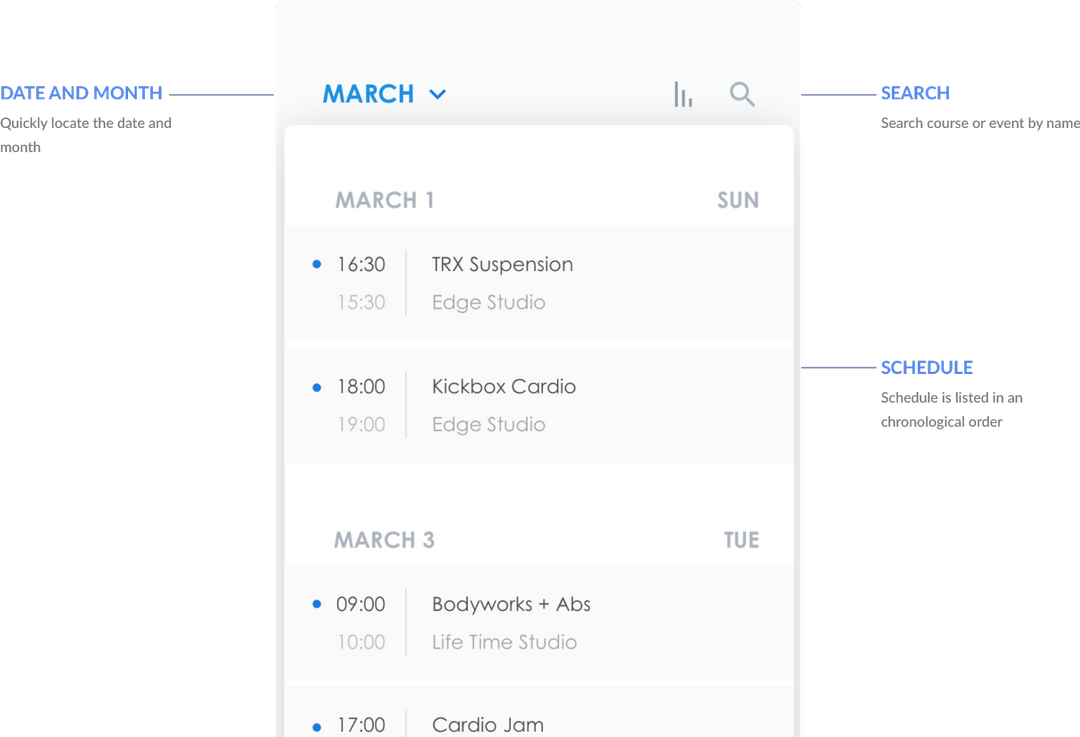 DATE AND MONTH
Quickly locate the date and
month
MARCH
SEARCH
Search course or event by name
MARCH 1 SUN
16:30 TRX Suspension
15:30 Edge Studio
18:00 Kickbox Cardio
19:00 Edge Studio
SCHEDULE
Schedule is listed in an
chronological order
MARCH 3 TUE
09:00 Bodyworks + Abs
10:00 Life Time Studio
17:00 Cardio Jam